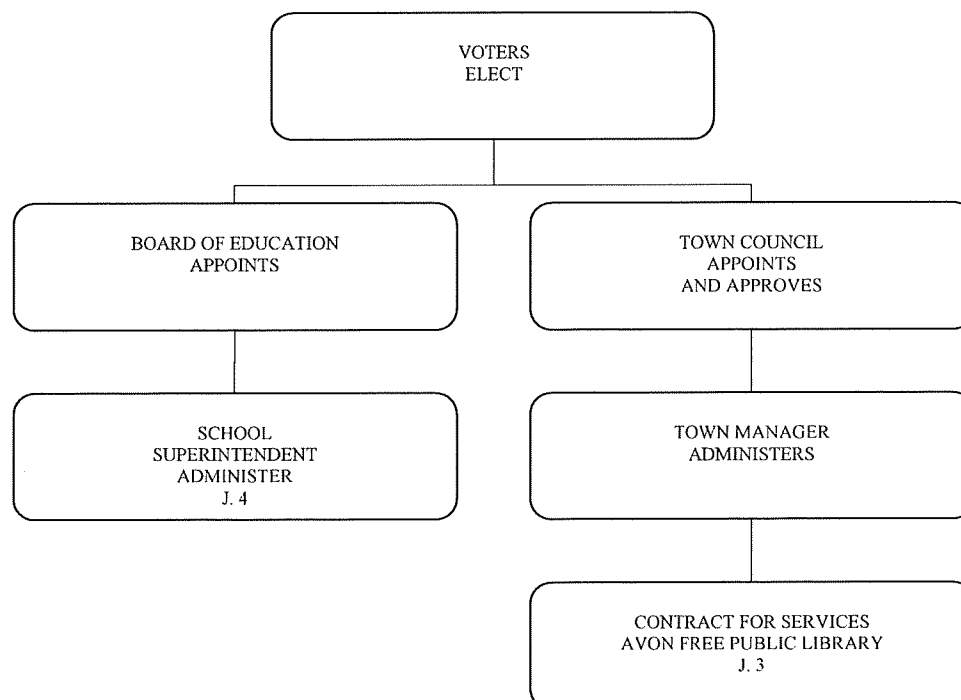 VOTERS
ELECT
BOARD OF EDUCATION
APPOINTS
TOWN COUNCIL
APPOINTS
AND APPROVES
SCHOOL
SUPERINTENDENT
ADMINISTER
J. 4
TOWN MANAGER
ADMINISTERS
CONTRACT FOR SERVICES
AVON FREE PUBLIC LIBRARY
J. 3